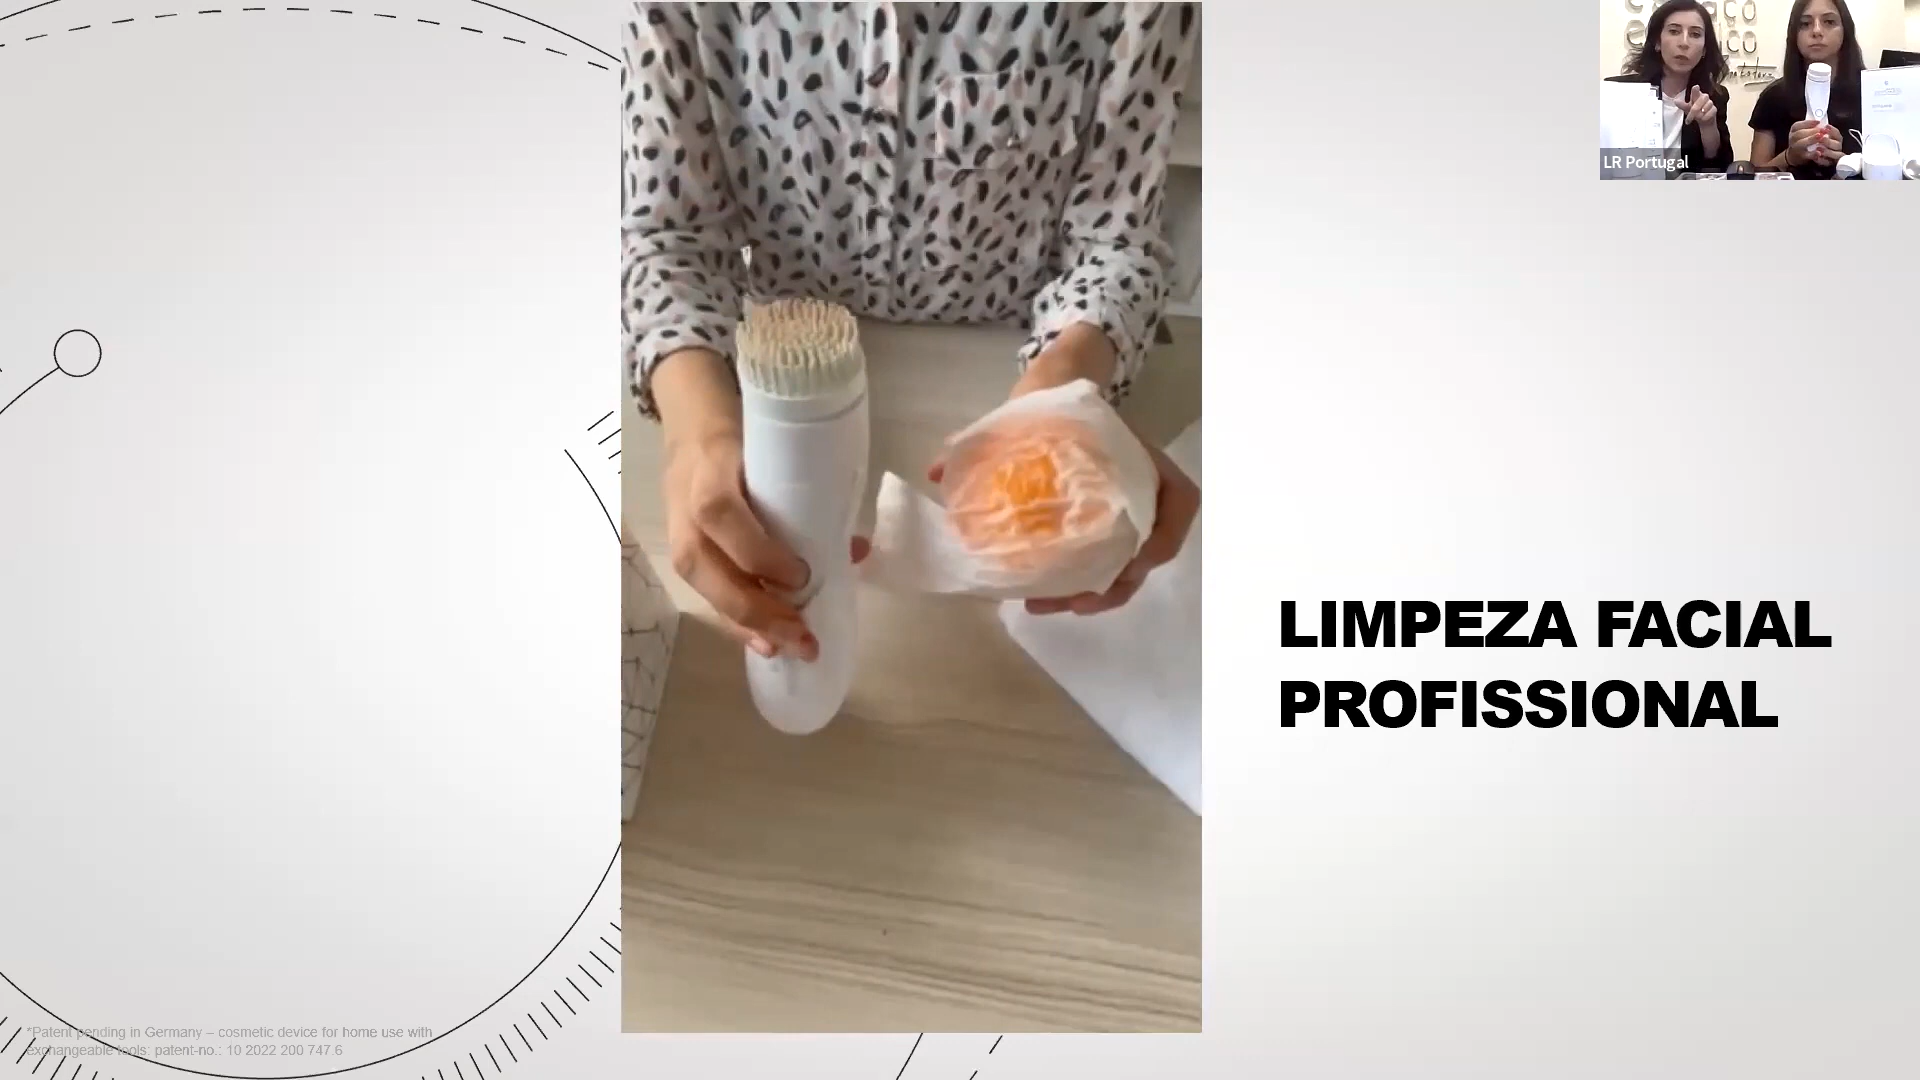 LR Portugal
LIMPEZA FACIAL
PROFISSIONAL
*Patent pending in Germany – cosmetic device for home use with
exchangeable tools: patent-no.: 10 2022 200 747.6